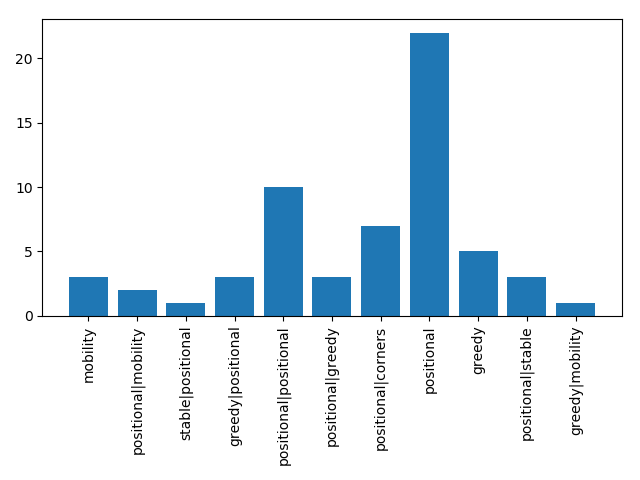 20
15
10
5
0
mobility
positional|mobility
stable|positional
greedy|positional
positional|positional
positional|greedy
positional|corners
positional
greedy
positional|stable
greedy|mobility